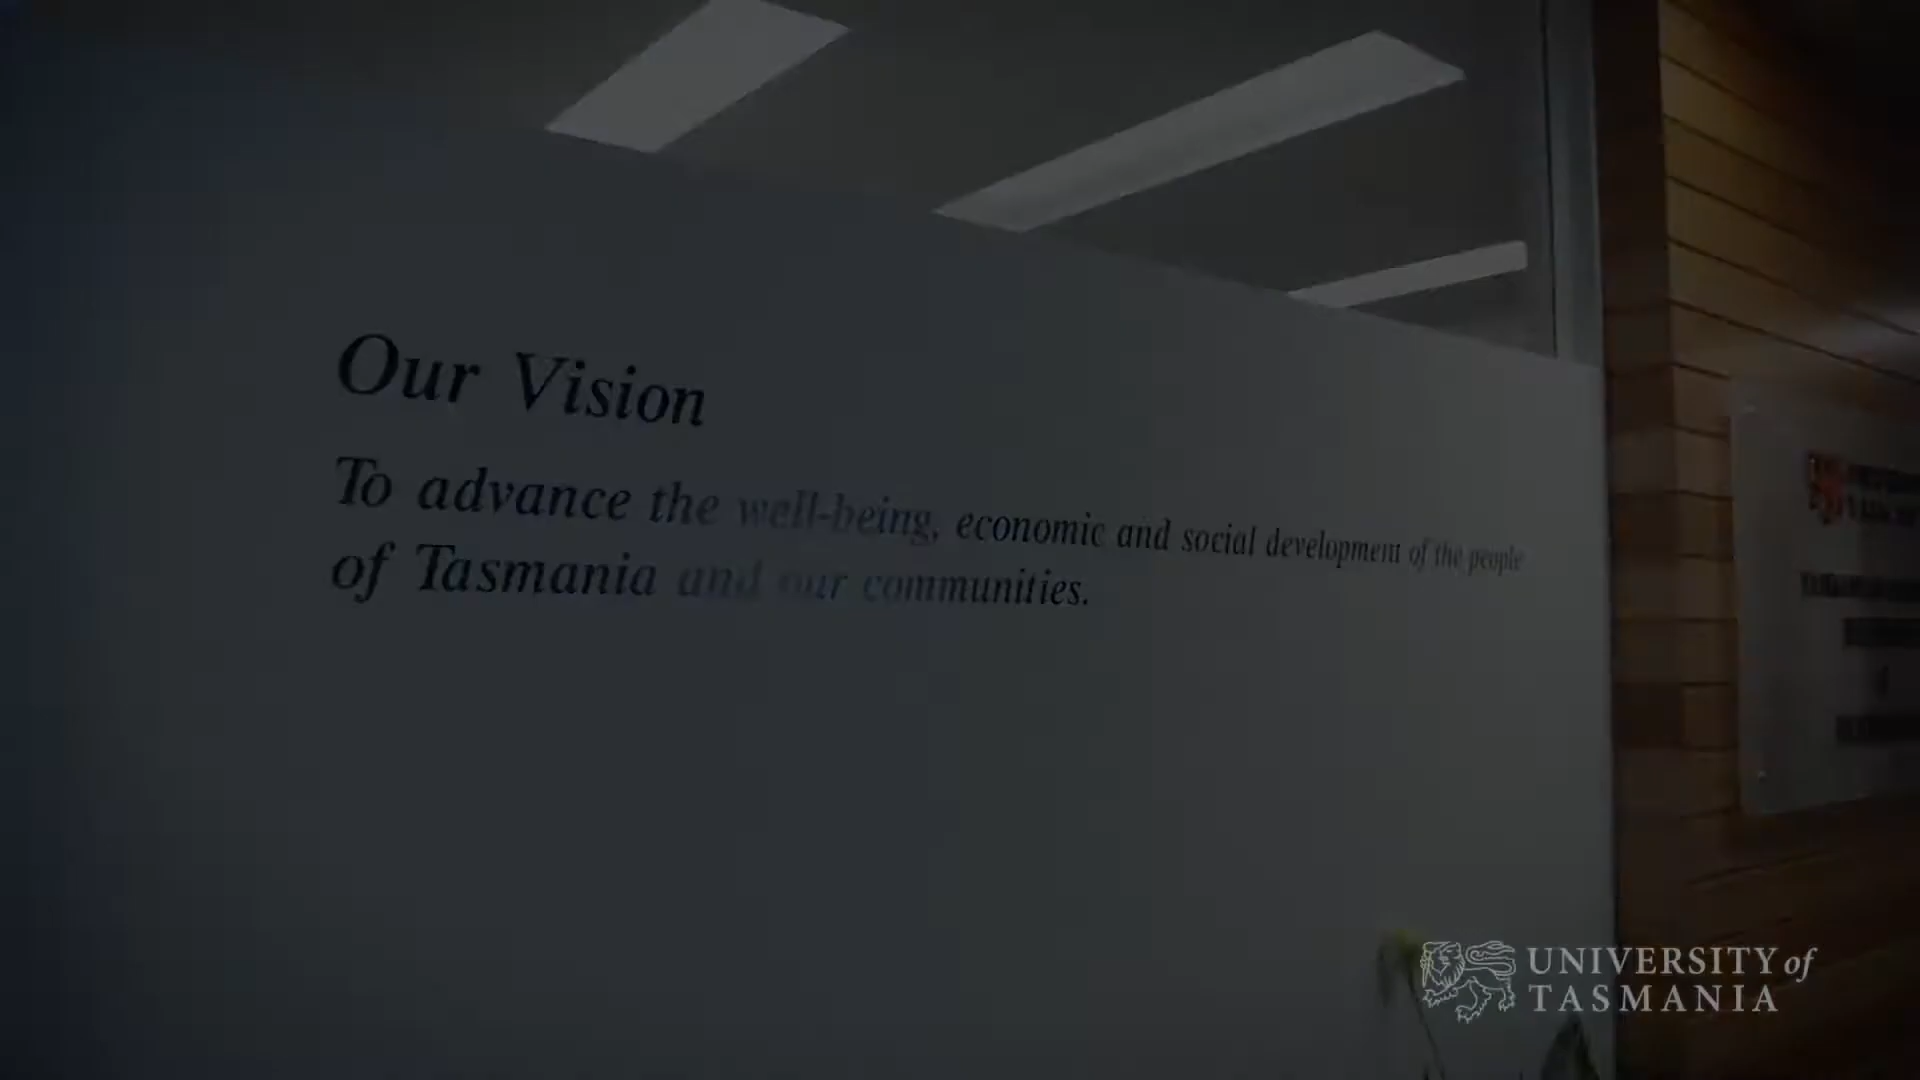 Our Vision
To advance the well-being, economic and social development of the people
of Tasmania and our communities.
UNIVERSITY of
TASMANIA